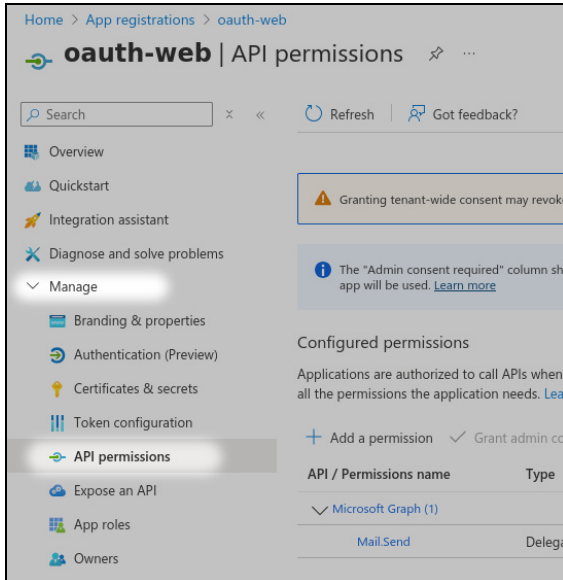 Home > App registrations > oauth-web
oauth-web | API permissions ...
Search
Refresh
Got feedback?
Overview
Quickstart
Integration assistant
Diagnose and solve problems
Manage
Branding & properties
Authentication (Preview)
Certificates & secrets
Token configuration
API permissions
Expose an API
App roles
Owners
Granting tenant-wide consent may revok
The "Admin consent required" column sh
app will be used. Learn more
Configured permissions
Applications are authorized to call APIs when
all the permissions the application needs. Lea
Add a permission
Grant admin co
API / Permissions name Type
Microsoft Graph (1)
Mail.Send Delega